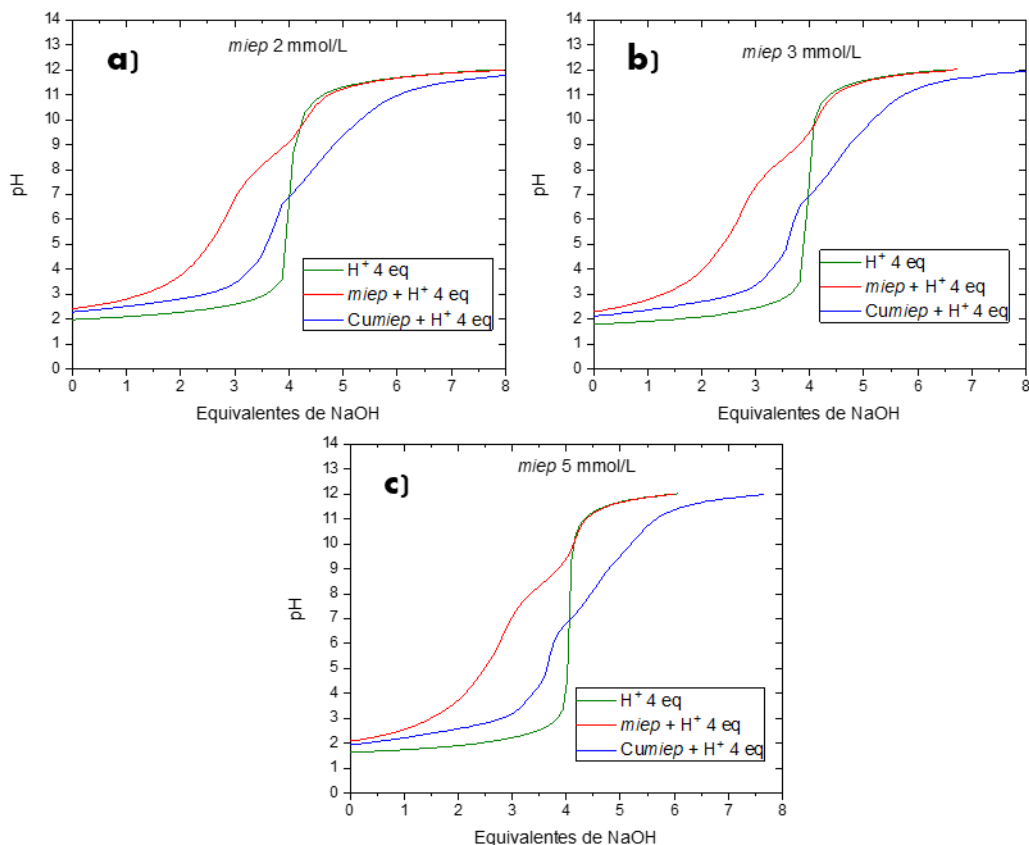 a)
miep 2 mmol/L
14
13
12
11
10
9
8
7
6
5
4
3
2
1
0
pH
H⁺ 4 eq
miep + H⁺ 4 eq
Cumiep + H⁺ 4 eq
0 1 2 3 4 5 6 7 8
Equivalentes de NaOH
b)
miep 3 mmol/L
14
13
12
11
10
9
8
7
6
5
4
3
2
1
0
pH
H⁺ 4 eq
miep + H⁺ 4 eq
Cumiep + H⁺ 4 eq
0 1 2 3 4 5 6 7 8
Equivalentes de NaOH
c)
miep 5 mmol/L
14
13
12
11
10
9
8
7
6
5
4
3
2
1
0
pH
H⁺ 4 eq
miep + H⁺ 4 eq
Cumiep + H⁺ 4 eq
0 1 2 3 4 5 6 7 8
Equivalentes de NaOH